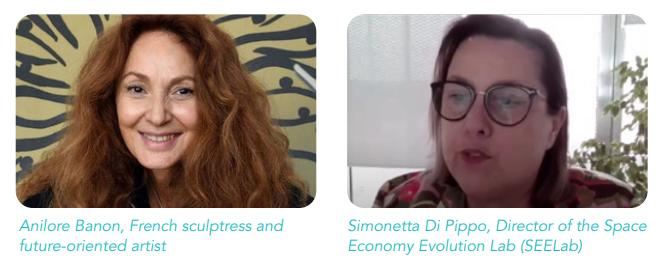 Anilore Banon, French sculptress and
future-oriented artist
Simonetta Di Pippo, Director of the Space
Economy Evolution Lab (SEELab)